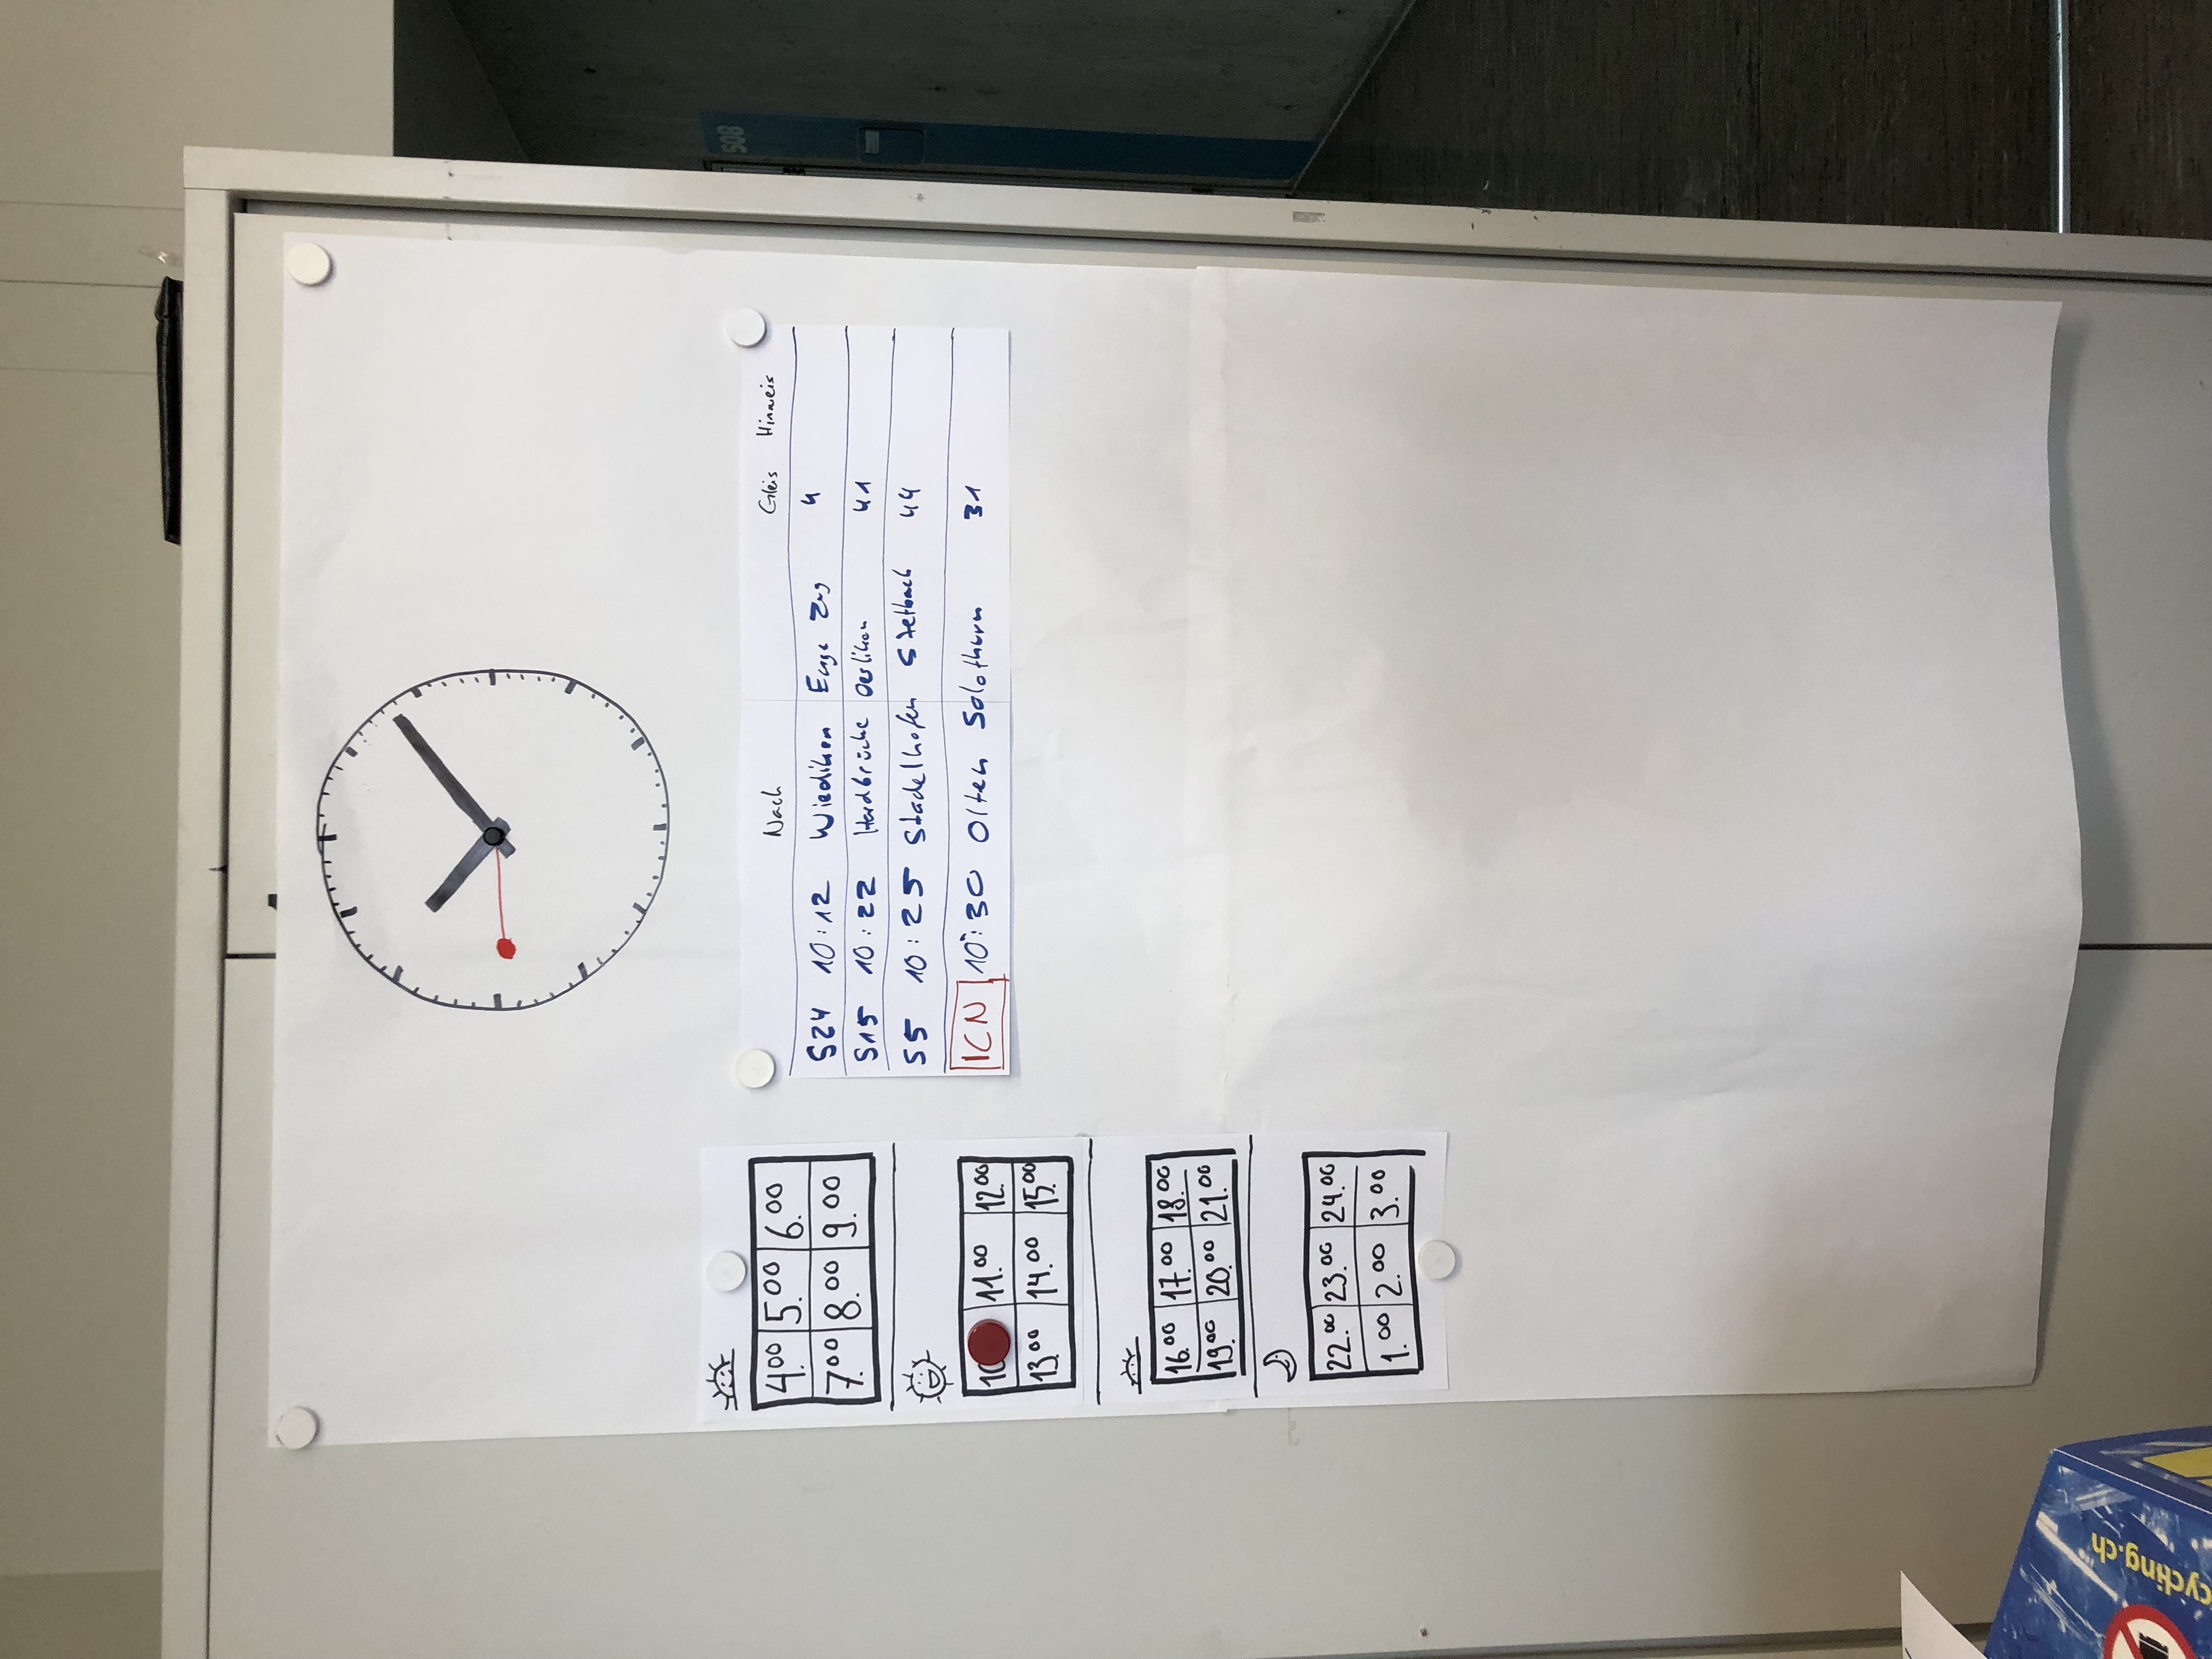 4.00 5.00 6.00
7.00 8.00 9.00
11.00 12.00
13.00 14.00 15.00
16.00 17.00 18.00
19.00 20.00 21.00
22.00 23.00 24.00
1.00 2.00 3.00
Nach Gleis Hinweis
S24 10:12 Wiedikon Enge Zug 4
S15 10:22 Hardbrücke Oerlikon 41
S5 10:25 Stadelhofen Stettbach 44
ICN 10:30 Olten Solothurn 31
508
cycling.ch